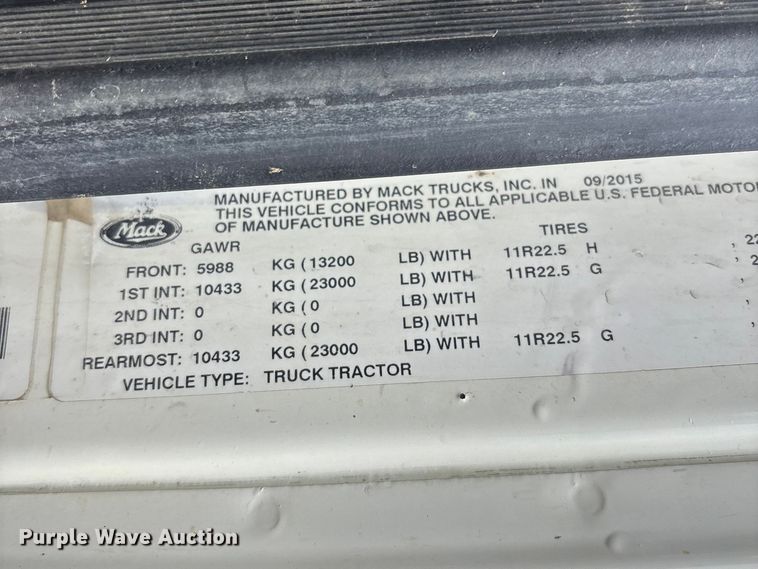 MANUFACTURED BY MACK TRUCKS, INC. IN 09/2015
THIS VEHICLE CONFORMS TO ALL APPLICABLE U.S. FEDERAL MOTOR
OF MANUFACTURE SHOWN ABOVE.
Mack
GAWR TIRES
FRONT: 5988 KG ( 13200 LB) WITH 11R22.5 H , 22
1ST INT: 10433 KG ( 23000 LB) WITH 11R22.5 G , 2
2ND INT: 0 KG ( 0 LB) WITH ,
3RD INT: 0 KG ( 0 LB) WITH ,
REARMOST: 10433 KG ( 23000 LB) WITH 11R22.5 G
VEHICLE TYPE: TRUCK TRACTOR
Purple Wave Auction